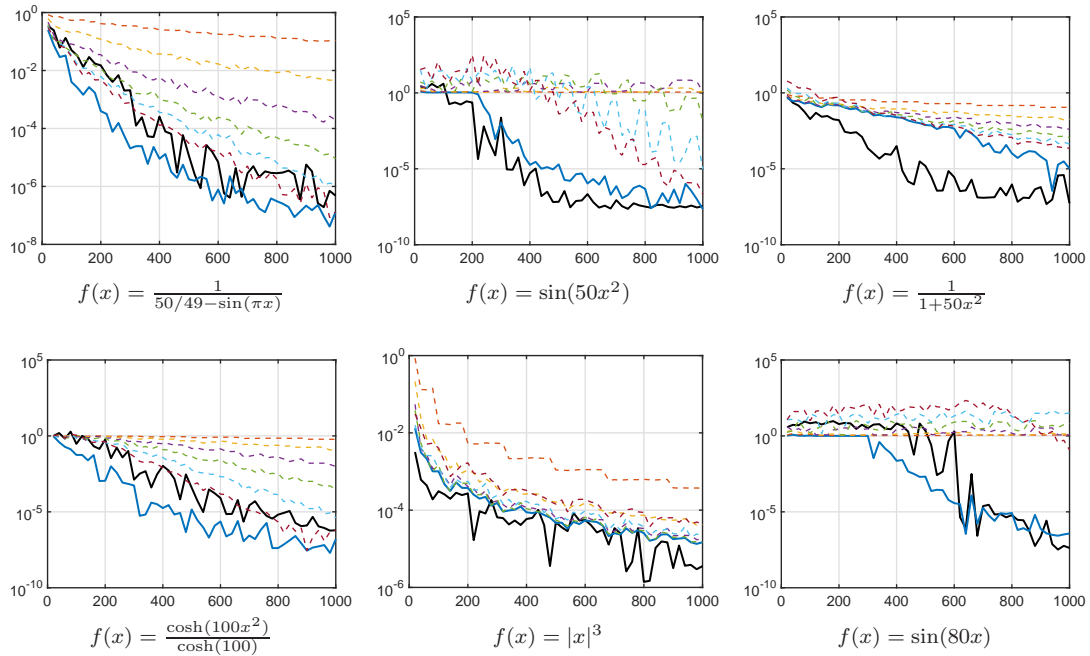 10^0
10^-2
10^-4
10^-6
10^-8
0 200 400 600 800 1000
f(x) = 1/(50/49−sin(πx))
10^5
10^0
10^-5
10^-10
0 200 400 600 800 1000
f(x) = sin(50x^2)
10^5
10^0
10^-5
10^-10
0 200 400 600 800 1000
f(x) = 1/(1+50x^2)
10^5
10^0
10^-5
10^-10
0 200 400 600 800 1000
f(x) = cosh(100x^2)/cosh(100)
10^0
10^-2
10^-4
10^-6
0 200 400 600 800 1000
f(x) = |x|^3
10^5
10^0
10^-5
10^-10
0 200 400 600 800 1000
f(x) = sin(80x)